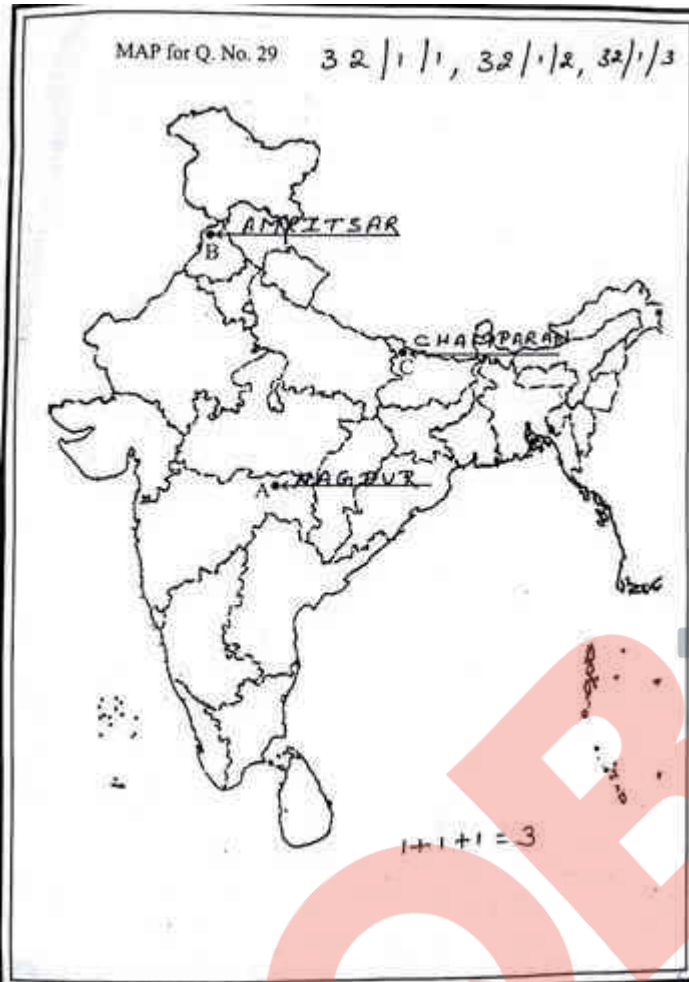 MAP for Q. No. 29 32/1/1, 32/1/2, 32/1/3
AMRITSAR
B
CHAMPARAN
C
A NAGPUR
1+1+1=3